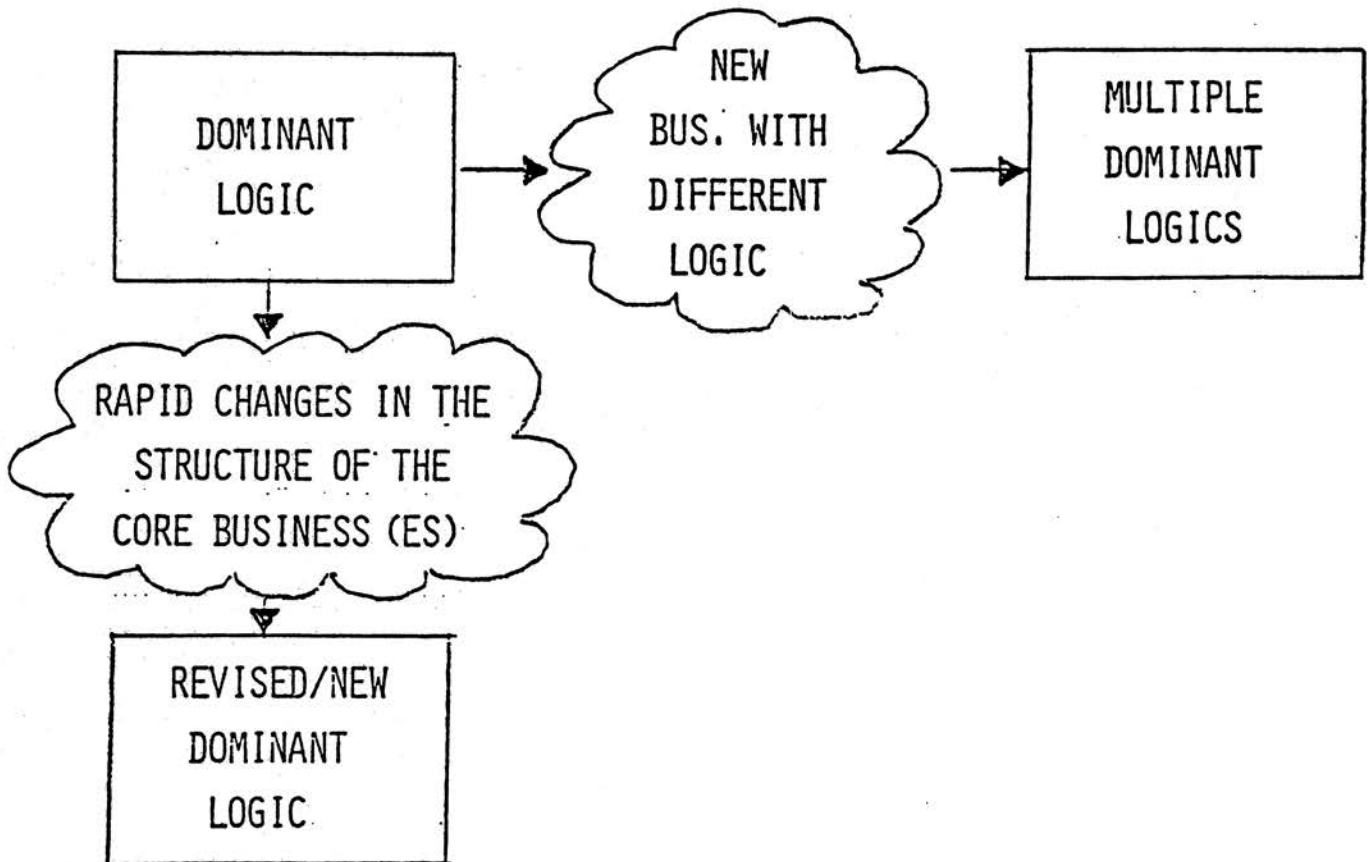 DOMINANT
LOGIC
NEW
BUS. WITH
DIFFERENT
LOGIC
MULTIPLE
DOMINANT
LOGICS
RAPID CHANGES IN THE
STRUCTURE OF THE
CORE BUSINESS (ES)
REVISED/NEW
DOMINANT
LOGIC